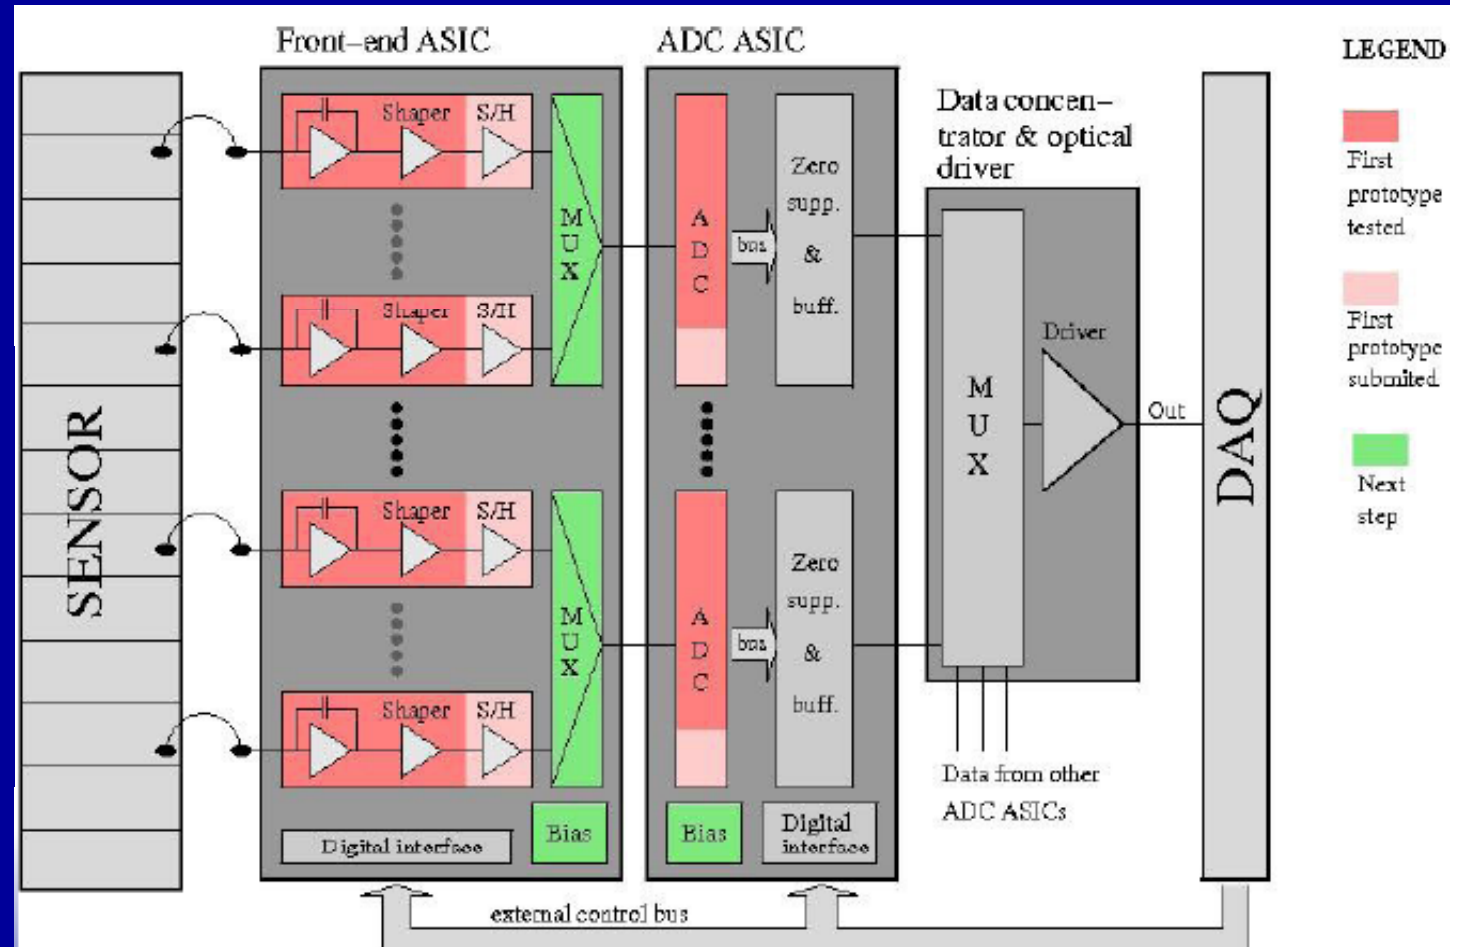 Front-end ASIC
ADC ASIC
LEGEND
SENSOR
Shaper S/H
Shaper S/H
Shaper S/H
Shaper S/H
MUX
MUX
Digital interface
Bias
ADC
bus
Zero
supp.
&
buff.
ADC
bus
Zero
supp.
&
buff.
Bias
Digital
interface
Data concen-
trator & optical
driver
MUX
Driver
Out
Data from other
ADC ASICs
DAQ
First
prototype
tested
First
prototype
submited
Next
step
external control bus